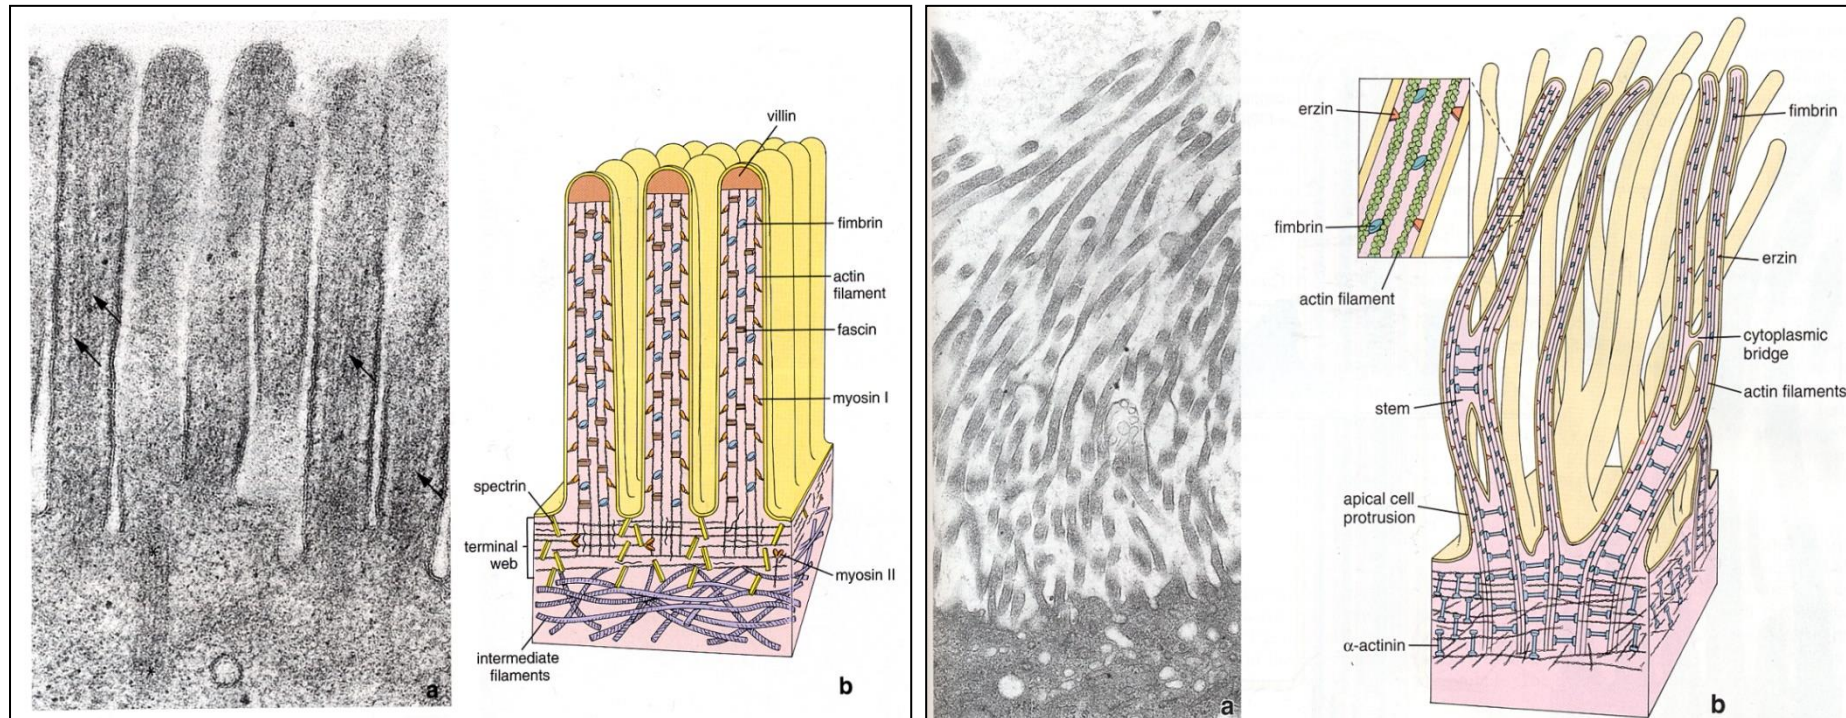 villin
fimbrin
actin
filament
fascin
myosin I
spectrin
terminal
web
myosin II
intermediate
filaments
a
b
erzin
fimbrin
fimbrin
actin filament
erzin
cytoplasmic
bridge
actin filaments
stem
apical cell
protrusion
α-actinin
a
b